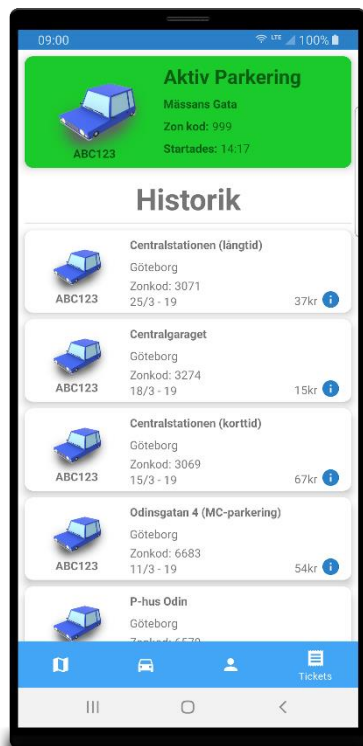 09:00 LTE 100%
Aktiv Parkering
Mässans Gata
Zon kod: 999
Startades: 14:17
ABC123
Historik
Centralstationen (långtid)
Göteborg
Zonkod: 3071
25/3 - 19
ABC123
37kr
Centralgaraget
Göteborg
Zonkod: 3274
18/3 - 19
ABC123
15kr
Centralstationen (korttid)
Göteborg
Zonkod: 3069
15/3 - 19
ABC123
67kr
Odinsgatan 4 (MC-parkering)
Göteborg
Zonkod: 6683
11/3 - 19
ABC123
54kr
P-hus Odin
Göteborg
Tickets